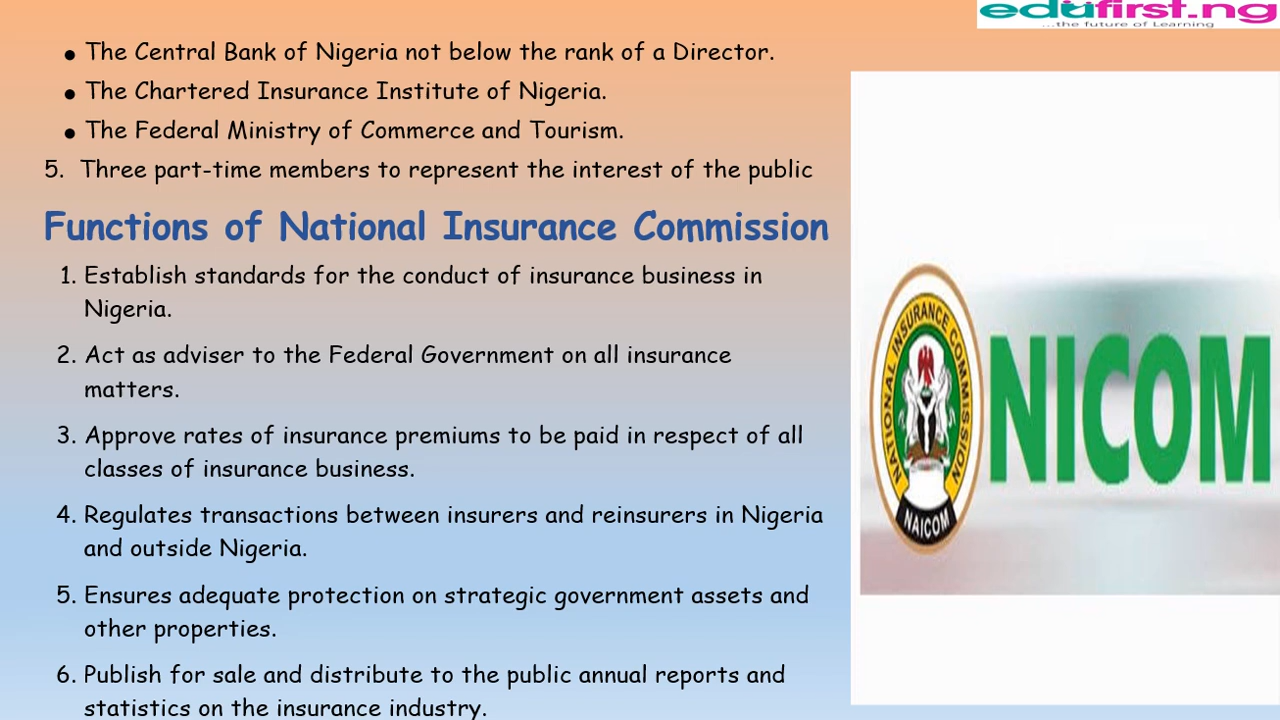 edufirst.ng
...the future of Learning
• The Central Bank of Nigeria not below the rank of a Director.
• The Chartered Insurance Institute of Nigeria.
• The Federal Ministry of Commerce and Tourism.
5. Three part-time members to represent the interest of the public
Functions of National Insurance Commission
1. Establish standards for the conduct of insurance business in
Nigeria.
2. Act as adviser to the Federal Government on all insurance
matters.
3. Approve rates of insurance premiums to be paid in respect of all
classes of insurance business.
4. Regulates transactions between insurers and reinsurers in Nigeria
and outside Nigeria.
5. Ensures adequate protection on strategic government assets and
other properties.
6. Publish for sale and distribute to the public annual reports and
statistics on the insurance industry.
NATIONAL INSURANCE COMMISSION
NAICOM
NICOM